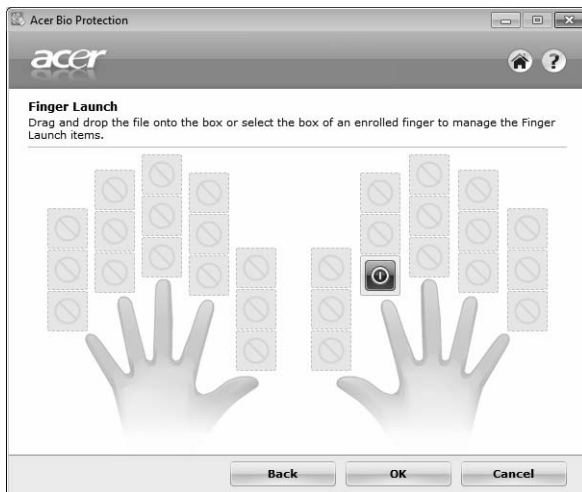 Acer Bio Protection
acer
Finger Launch
Drag and drop the file onto the box or select the box of an enrolled finger to manage the Finger
Launch items.
Back OK Cancel